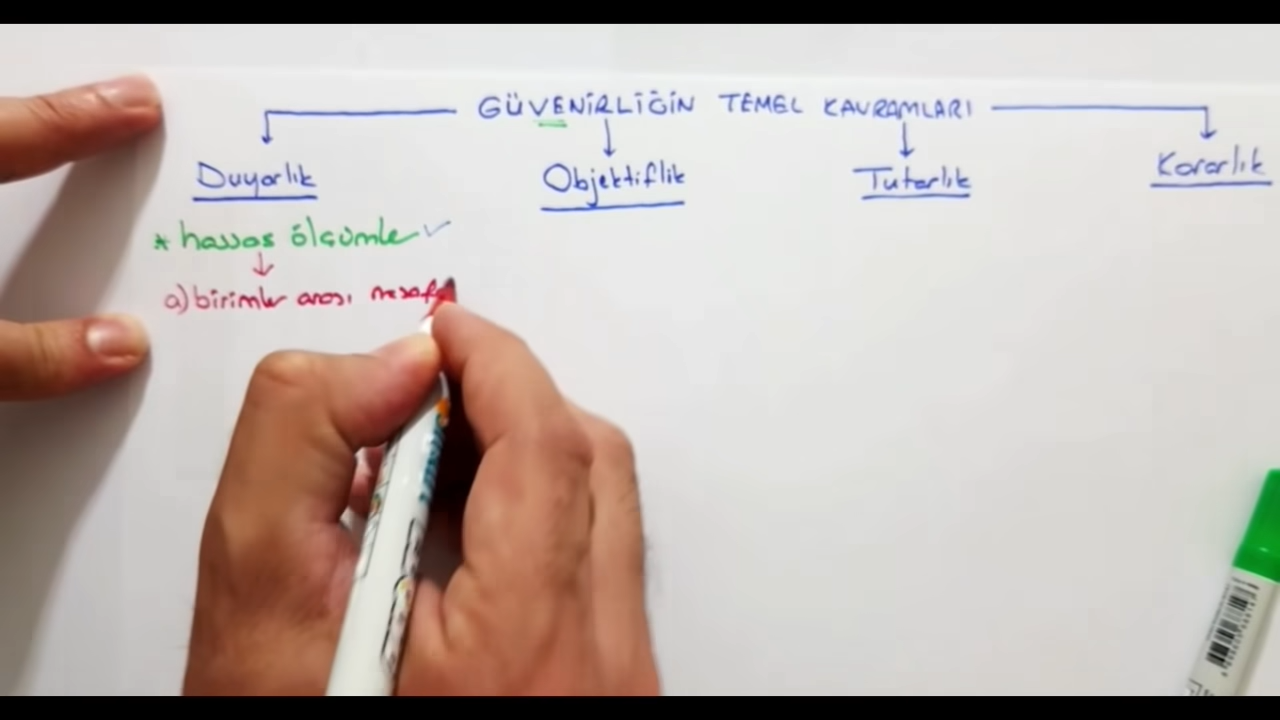 GÜVENİRLİĞİN TEMEL KAVRAMLARI
Duyarlık Objektiflik Tutarlık Kararlık
* hassas ölçümler ✓
a) birimler arası mesafe